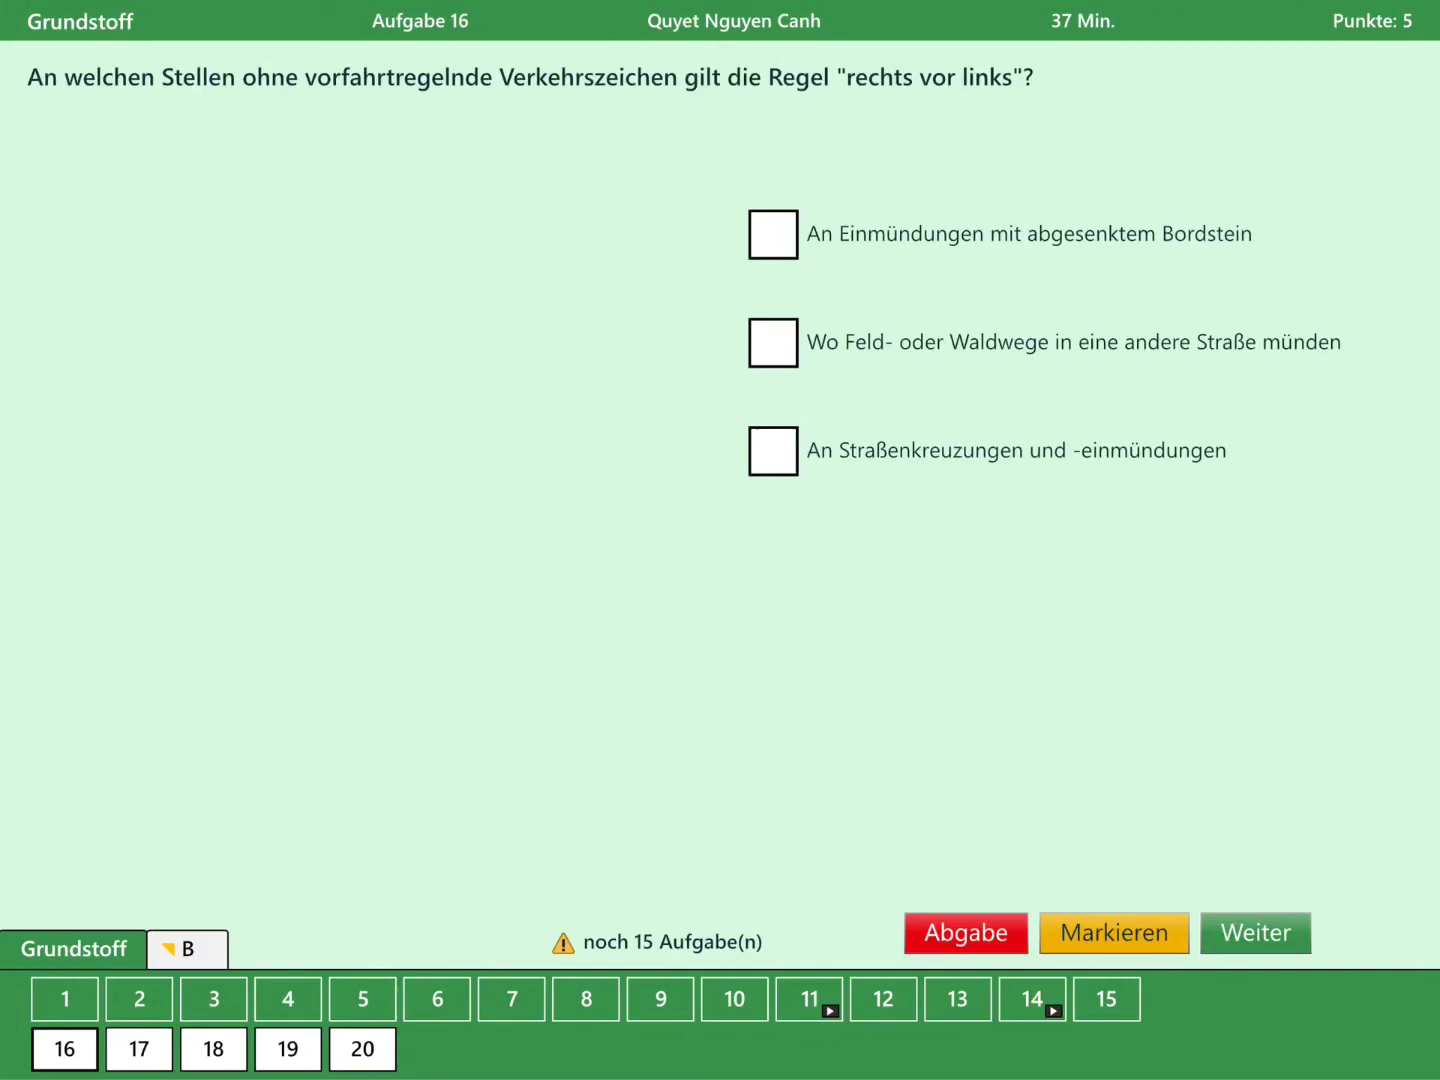 Grundstoff Aufgabe 16 Quyet Nguyen Canh 37 Min. Punkte: 5
An welchen Stellen ohne vorfahrtregelnde Verkehrszeichen gilt die Regel "rechts vor links"?
An Einmündungen mit abgesenktem Bordstein
Wo Feld- oder Waldwege in eine andere Straße münden
An Straßenkreuzungen und -einmündungen
Grundstoff B noch 15 Aufgabe(n) Abgabe Markieren Weiter
1 2 3 4 5 6 7 8 9 10 11 12 13 14 15
16 17 18 19 20